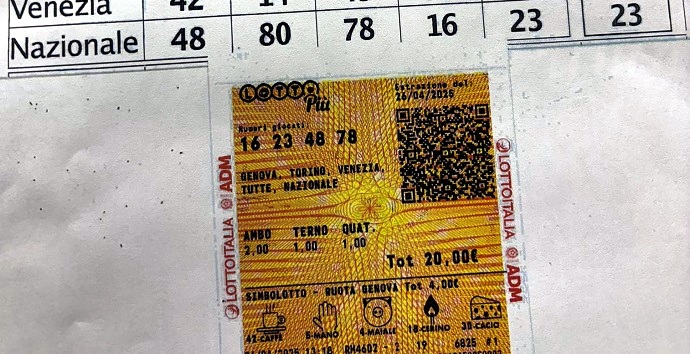 Venezia 42
Nazionale 48 80 78 16 23 23
LOTTO
Più
Estrazione del
26/04/2025
Numeri giocati
16 23 48 78
GENOVA, TORINO, VENEZIA,
TUTTE, NAZIONALE
AMBO TERNO QUAT.
2,00 1,00 1,00
Tot 20,00€
SIMBOLOTTO - RUOTA GENOVA Tot 4,00€
42-CAFFE' 5-MANO 4-MAIALE 18-CERINO 30-CACIO
LOTTOITALIA ADM
LOTTOITALIA ADM